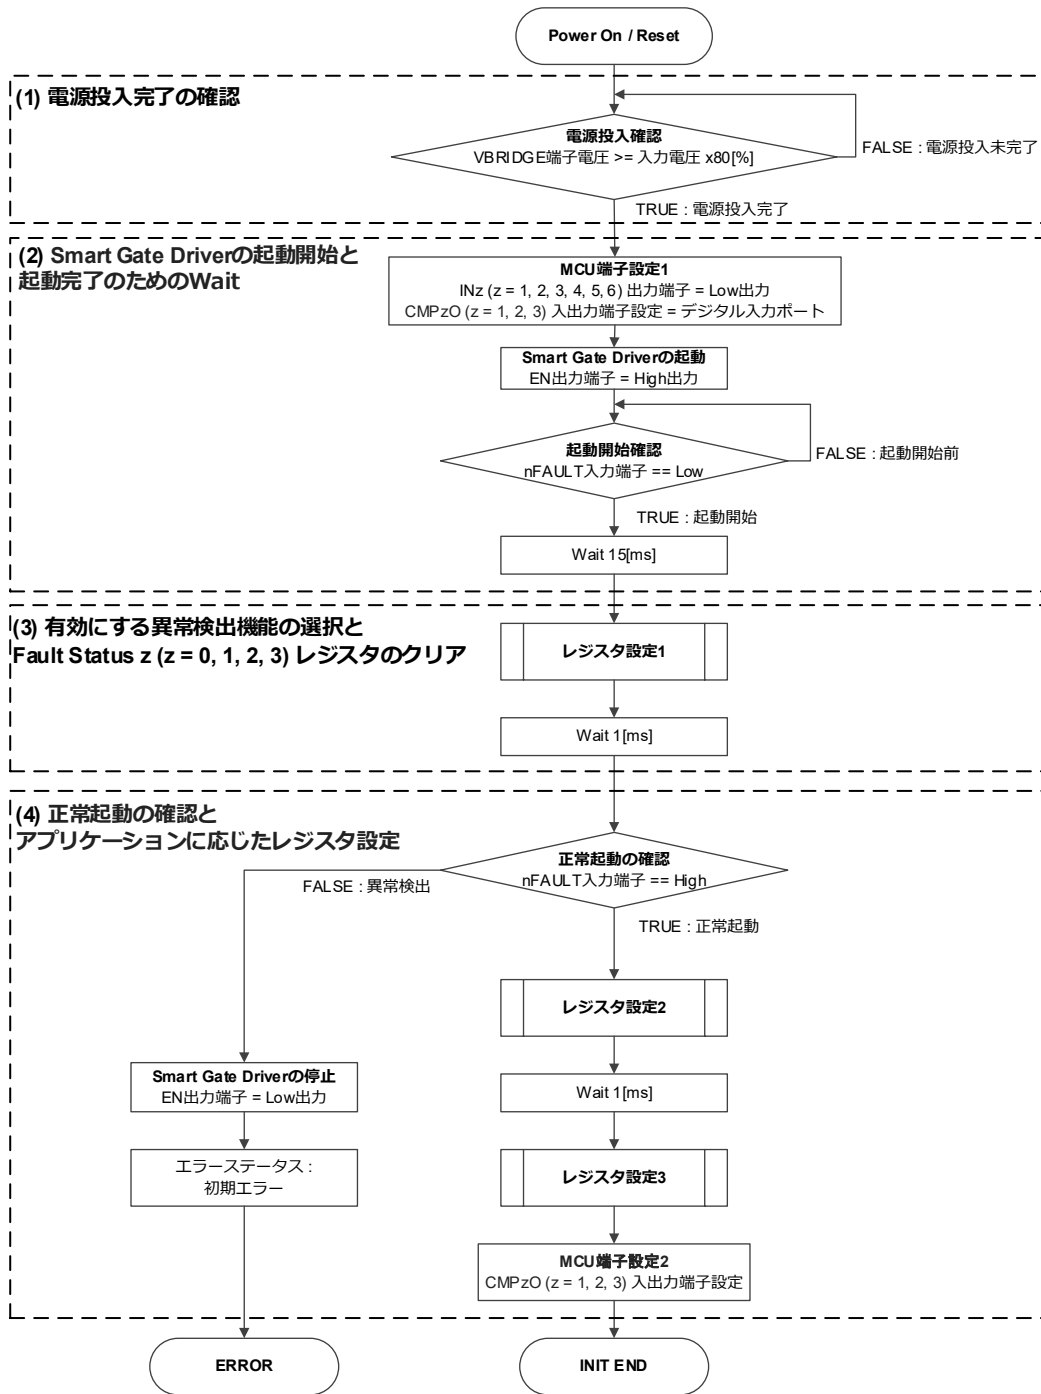 Power On / Reset
(1) 電源投入完了の確認
電源投入確認
VBRIDGE端子電圧 >= 入力電圧 x80[%]
FALSE : 電源投入未完了
TRUE : 電源投入完了
(2) Smart Gate Driverの起動開始と
起動完了のためのWait
MCU端子設定1
INz (z = 1, 2, 3, 4, 5, 6) 出力端子 = Low出力
CMPzO (z = 1, 2, 3) 入出力端子設定 = デジタル入力ポート
Smart Gate Driverの起動
EN出力端子 = High出力
起動開始確認
nFAULT入力端子 == Low
FALSE : 起動開始前
TRUE : 起動開始
Wait 15[ms]
(3) 有効にする異常検出機能の選択と
Fault Status z (z = 0, 1, 2, 3) レジスタのクリア
レジスタ設定1
Wait 1[ms]
(4) 正常起動の確認と
アプリケーションに応じたレジスタ設定
正常起動の確認
nFAULT入力端子 == High
FALSE : 異常検出
TRUE : 正常起動
レジスタ設定2
Smart Gate Driverの停止
EN出力端子 = Low出力
Wait 1[ms]
エラーステータス :
初期エラー
レジスタ設定3
MCU端子設定2
CMPzO (z = 1, 2, 3) 入出力端子設定
ERROR
INIT END